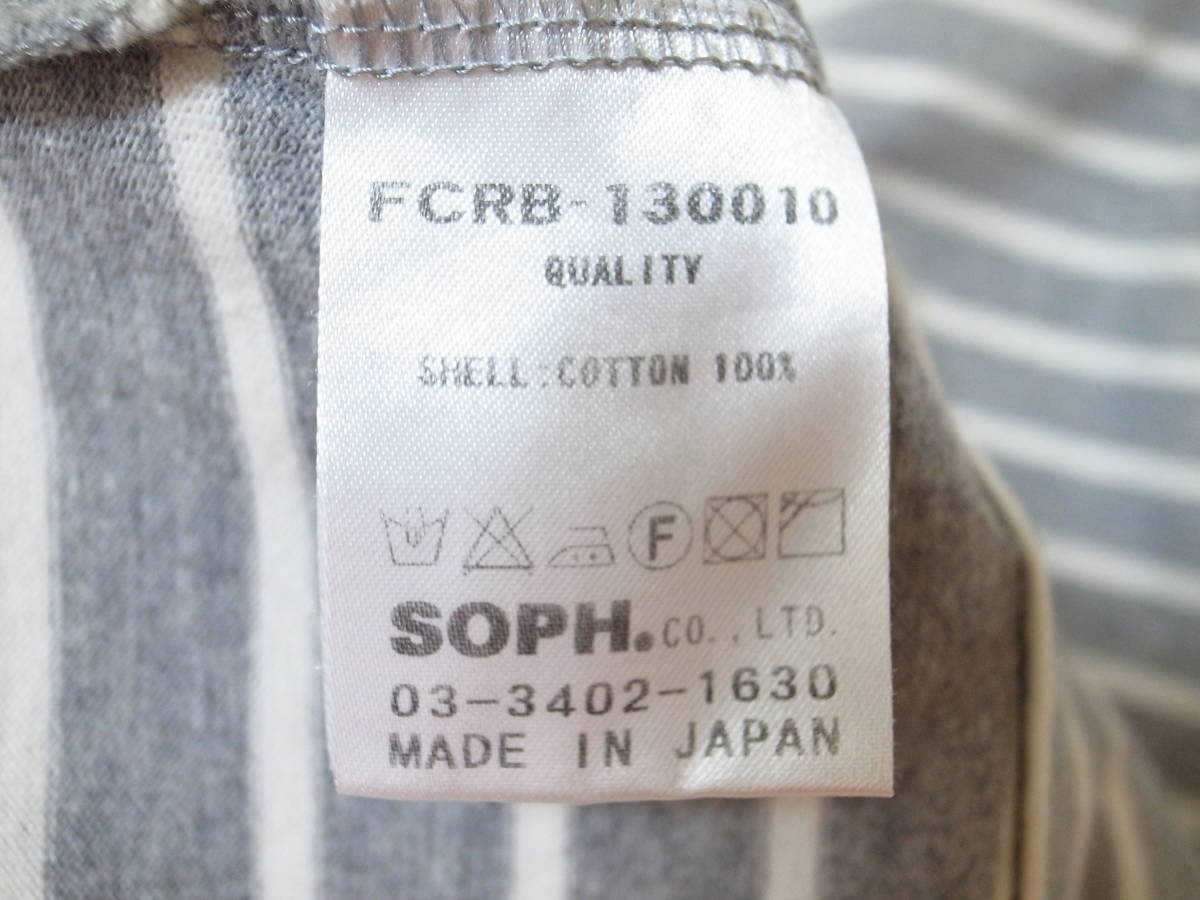 FCRB-130010
QUALITY
SHELL:COTTON 100%
F
SOPH. CO., LTD.
03-3402-1630
MADE IN JAPAN